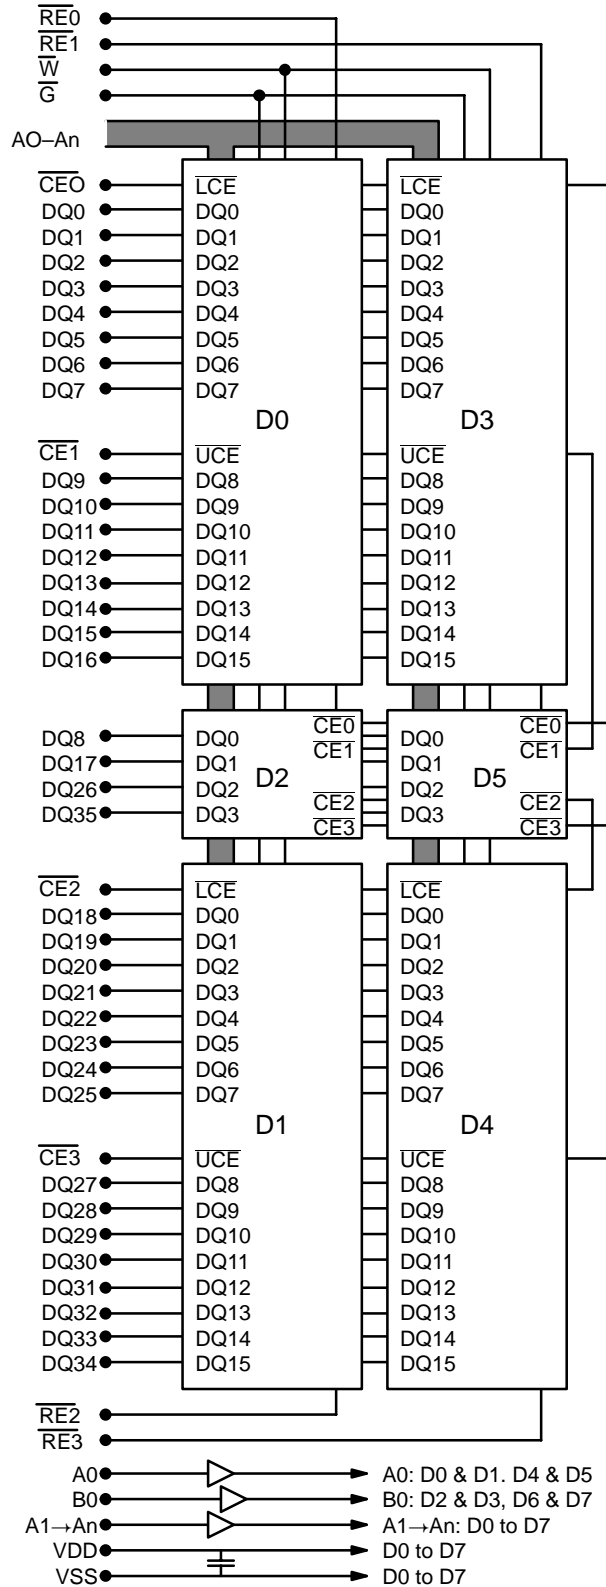 RE0
RE1
W
G
AO–An
CEO LCE LCE
DQ0 DQ0 DQ0
DQ1 DQ1 DQ1
DQ2 DQ2 DQ2
DQ3 DQ3 DQ3
DQ4 DQ4 DQ4
DQ5 DQ5 DQ5
DQ6 DQ6 DQ6
DQ7 DQ7 DQ7
D0 D3
CE1 UCE UCE
DQ9 DQ8 DQ8
DQ10 DQ9 DQ9
DQ11 DQ10 DQ10
DQ12 DQ11 DQ11
DQ13 DQ12 DQ12
DQ14 DQ13 DQ13
DQ15 DQ14 DQ14
DQ16 DQ15 DQ15
CE0 CE0
DQ8 DQ0 DQ0
CE1 CE1
DQ17 DQ1 DQ1
D2 D5
DQ26 DQ2 DQ2
CE2 CE2
DQ35 DQ3 DQ3
CE3 CE3
CE2 LCE LCE
DQ18 DQ0 DQ0
DQ19 DQ1 DQ1
DQ20 DQ2 DQ2
DQ21 DQ3 DQ3
DQ22 DQ4 DQ4
DQ23 DQ5 DQ5
DQ24 DQ6 DQ6
DQ25 DQ7 DQ7
D1 D4
CE3 UCE UCE
DQ27 DQ8 DQ8
DQ28 DQ9 DQ9
DQ29 DQ10 DQ10
DQ30 DQ11 DQ11
DQ31 DQ12 DQ12
DQ32 DQ13 DQ13
DQ33 DQ14 DQ14
DQ34 DQ15 DQ15
RE2
RE3
A0 A0: D0 & D1. D4 & D5
B0 B0: D2 & D3, D6 & D7
A1→An A1→An: D0 to D7
VDD D0 to D7
VSS D0 to D7